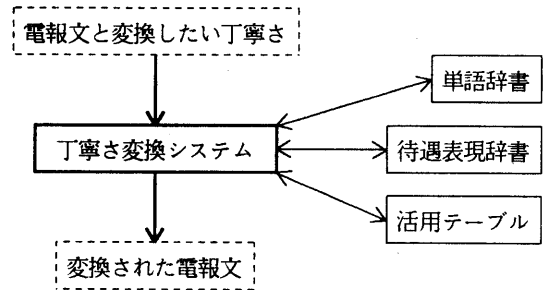 電報文と変換したい丁寧さ
単語辞書
丁寧さ変換システム
待遇表現辞書
活用テーブル
変換された電報文